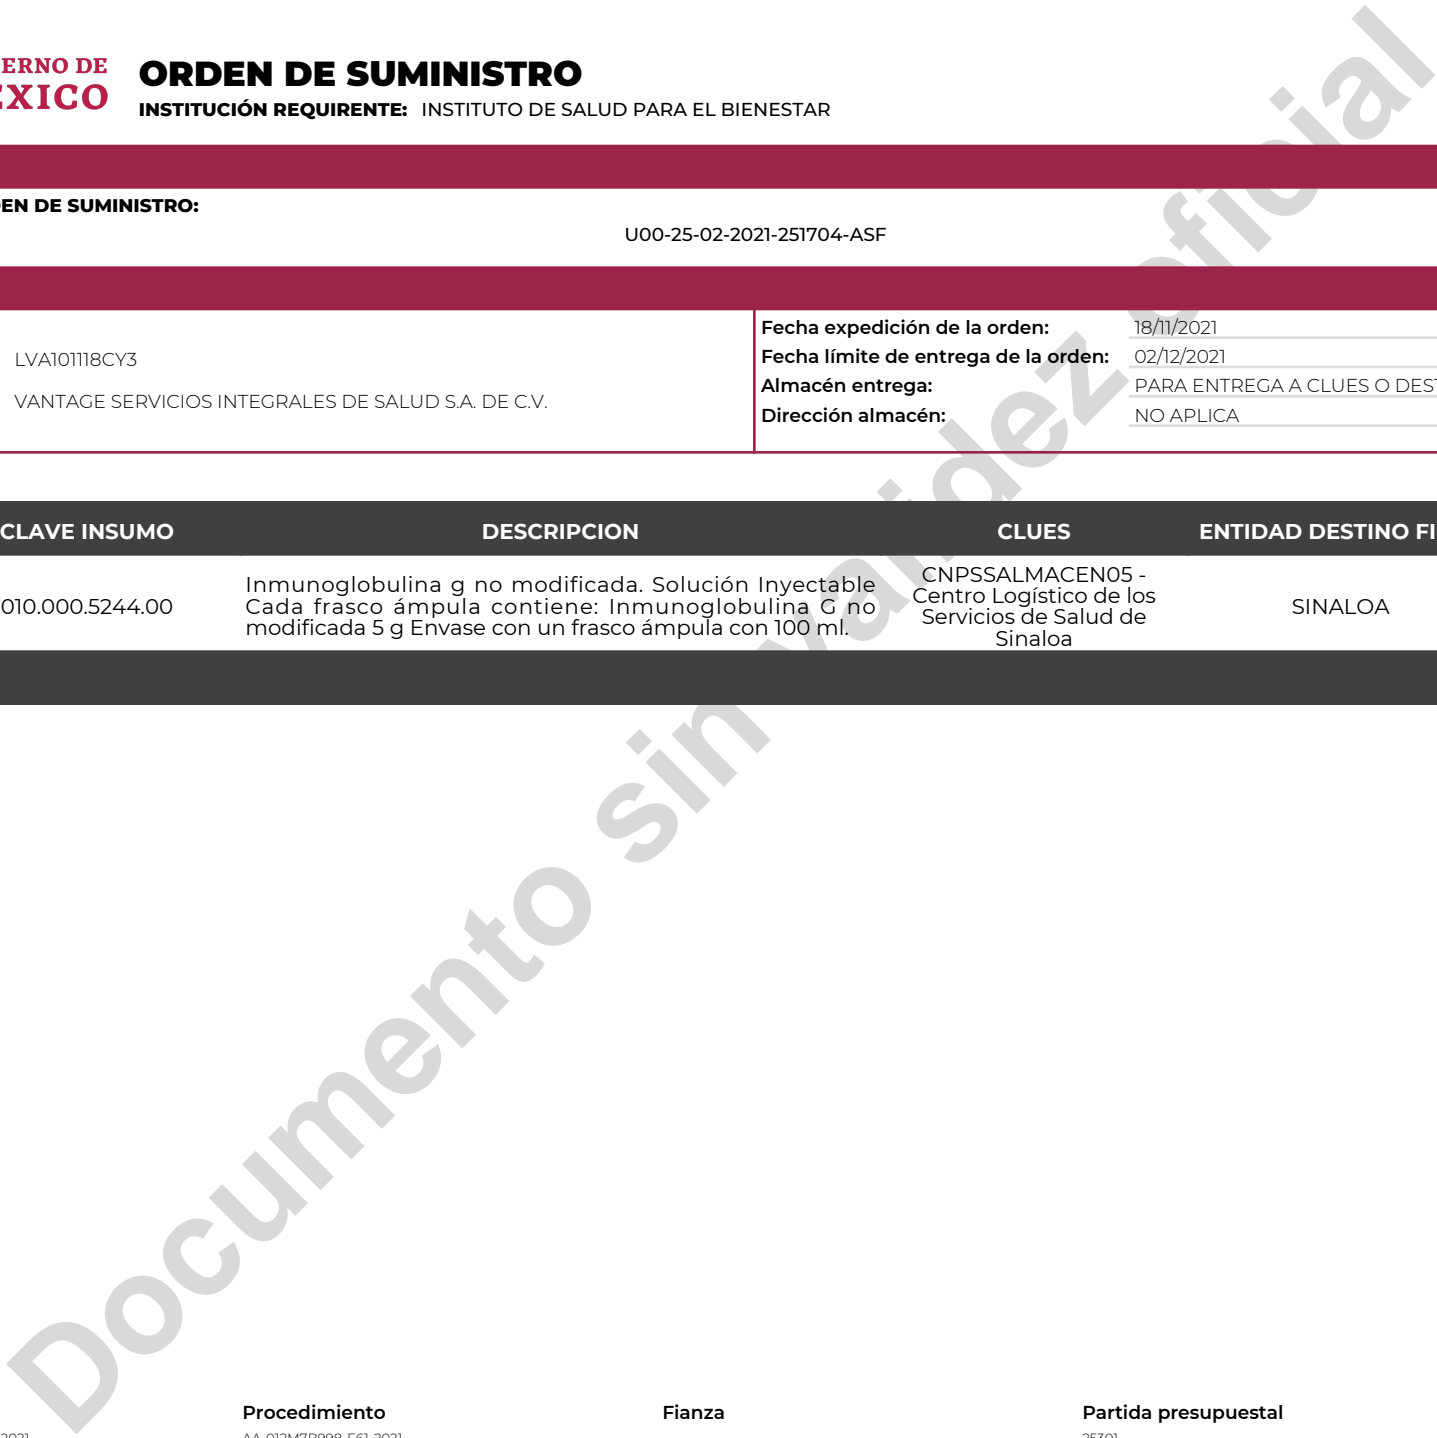 ERNO DE
ORDEN DE SUMINISTRO
EXICO
INSTITUCIÓN REQUIRENTE: INSTITUTO DE SALUD PARA EL BIENESTAR
EN DE SUMINISTRO:
U00-25-02-2021-251704-ASF
LVA101118CY3
VANTAGE SERVICIOS INTEGRALES DE SALUD S.A. DE C.V.
Fecha expedición de la orden: 18/11/2021
Fecha límite de entrega de la orden: 02/12/2021
Almacén entrega: PARA ENTREGA A CLUES O DEST
Dirección almacén: NO APLICA
CLAVE INSUMO DESCRIPCION CLUES ENTIDAD DESTINO FI
010.000.5244.00
Inmunoglobulina g no modificada. Solución Inyectable
Cada frasco ámpula contiene: Inmunoglobulina G no
modificada 5 g Envase con un frasco ámpula con 100 ml.
CNPSSALMACEN05 -
Centro Logístico de los
Servicios de Salud de
Sinaloa
SINALOA
Documento sin validez oficial
Procedimiento Fianza Partida presupuestal